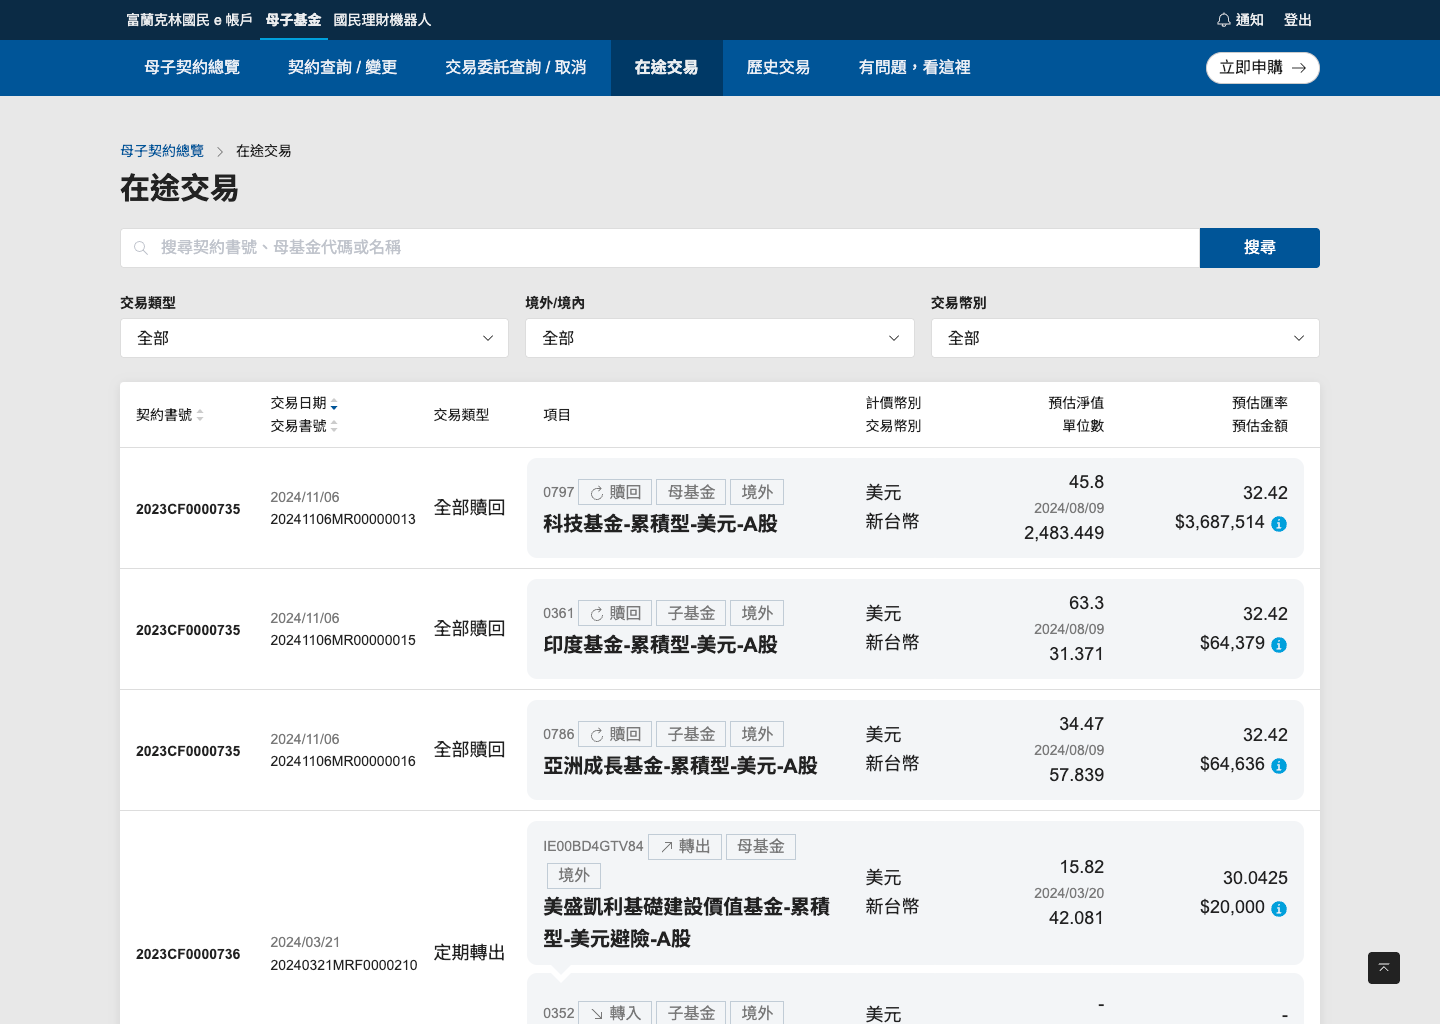 富蘭克林國民 e 帳戶 母子基金 國民理財機器人 通知 登出
母子契約總覽 契約查詢 / 變更 交易委託查詢 / 取消 在途交易 歷史交易 有問題，看這裡 立即申購
母子契約總覽 在途交易
在途交易
搜尋契約書號、母基金代碼或名稱 搜尋
交易類型 境外/境內 交易幣別
全部 全部 全部
契約書號 交易日期 交易書號 交易類型 項目 計價幣別 交易幣別 預估淨值 單位數 預估匯率 預估金額
2023CF0000735
2024/11/06
20241106MR00000013
全部贖回
0797 贖回 母基金 境外
科技基金-累積型-美元-A股
美元
新台幣
45.8
2024/08/09
2,483.449
32.42
$3,687,514
2023CF0000735
2024/11/06
20241106MR00000015
全部贖回
0361 贖回 子基金 境外
印度基金-累積型-美元-A股
美元
新台幣
63.3
2024/08/09
31.371
32.42
$64,379
2023CF0000735
2024/11/06
20241106MR00000016
全部贖回
0786 贖回 子基金 境外
亞洲成長基金-累積型-美元-A股
美元
新台幣
34.47
2024/08/09
57.839
32.42
$64,636
2023CF0000736
2024/03/21
20240321MRF0000210
定期轉出
IE00BD4GTV84 轉出 母基金
境外
美盛凱利基礎建設價值基金-累積
型-美元避險-A股
美元
新台幣
15.82
2024/03/20
42.081
30.0425
$20,000
0352 轉入 子基金 境外
美元
-
-